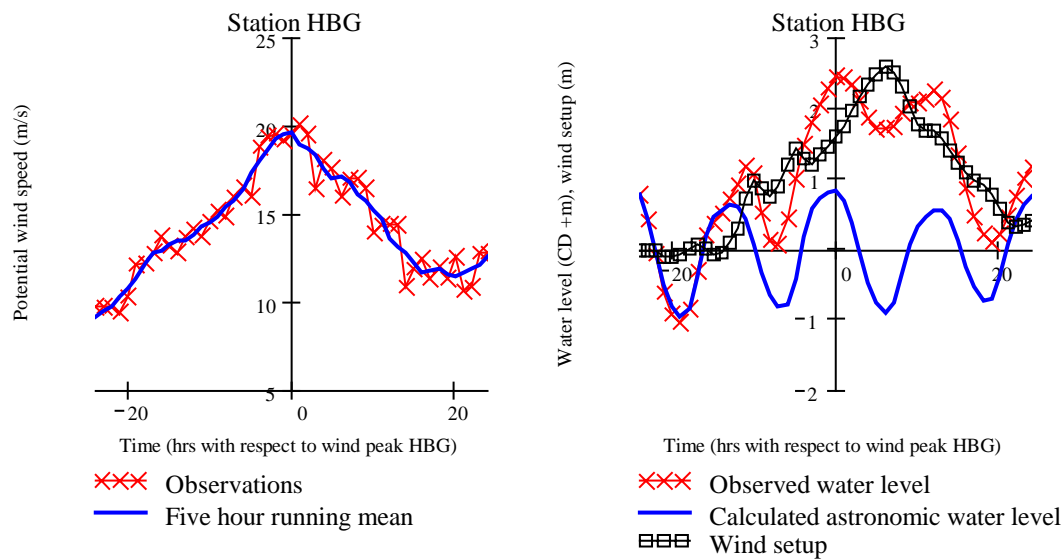 Station HBG
25
20
15
10
5
−20
0
20
Potential wind speed (m/s)
Time (hrs with respect to wind peak HBG)
Observations
Five hour running mean
Station HBG
3
2
1
0
−1
−2
−20
0
20
Water level (CD +m), wind setup (m)
Time (hrs with respect to wind peak HBG)
Observed water level
Calculated astronomic water level
Wind setup